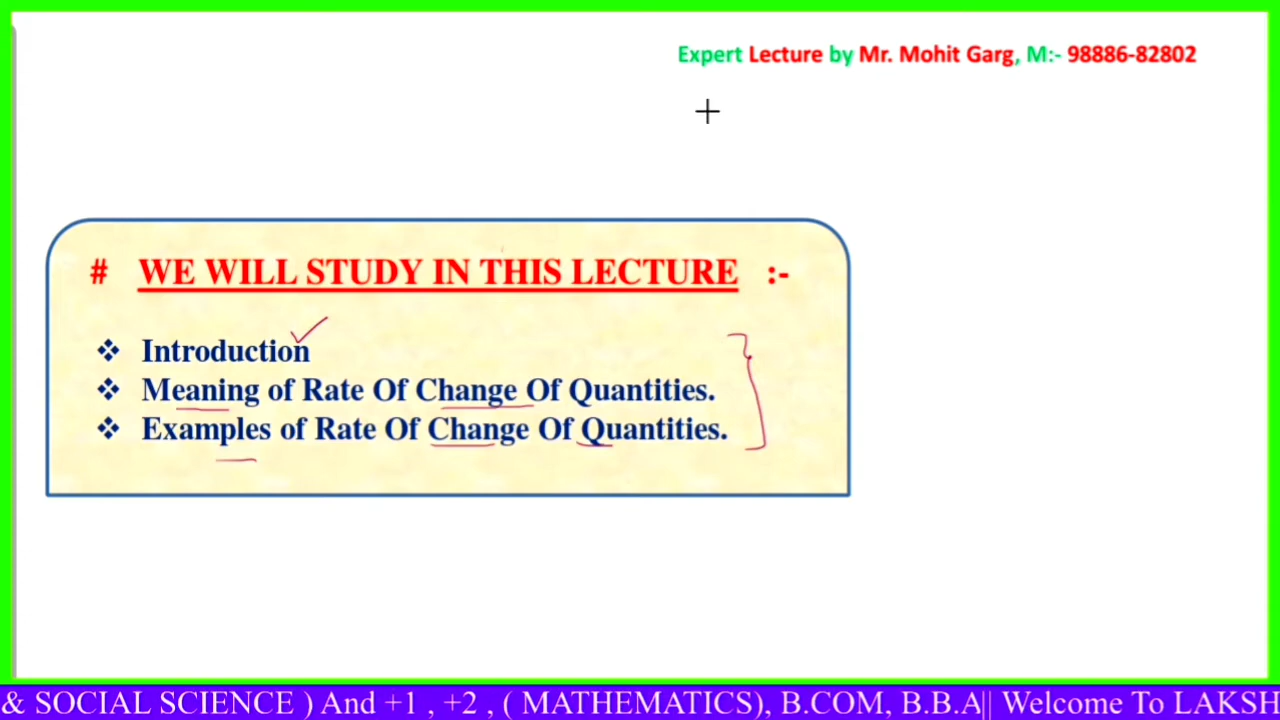 Expert Lecture by Mr. Mohit Garg, M:- 98886-82802
# WE WILL STUDY IN THIS LECTURE :-
❖ Introduction
❖ Meaning of Rate Of Change Of Quantities.
❖ Examples of Rate Of Change Of Quantities.
& SOCIAL SCIENCE ) And +1 , +2 , ( MATHEMATICS), B.COM, B.B.A|| Welcome To LAKSH